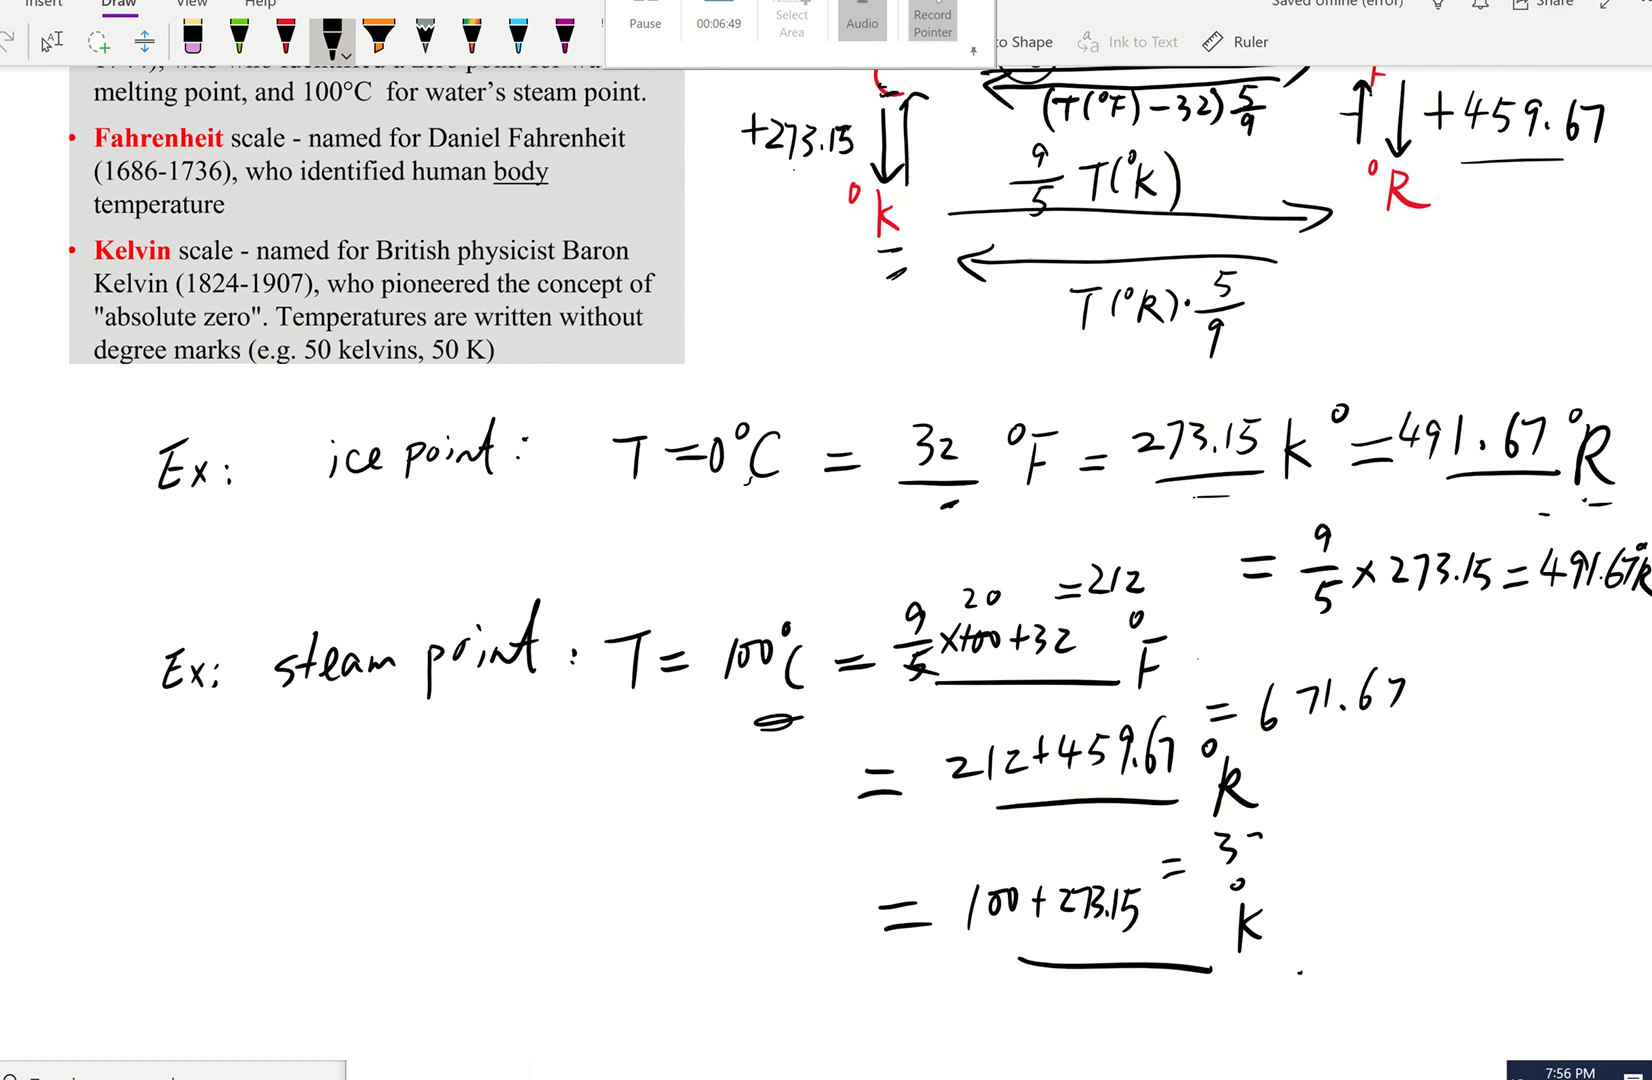 Insert Draw View Help
Pause 00:06:49 Select Area Audio Record Pointer
Saved offline (error) Share
to Shape Ink to Text Ruler
melting point, and 100°C for water's steam point.
• Fahrenheit scale - named for Daniel Fahrenheit
(1686-1736), who identified human body
temperature
• Kelvin scale - named for British physicist Baron
Kelvin (1824-1907), who pioneered the concept of
"absolute zero". Temperatures are written without
degree marks (e.g. 50 kelvins, 50 K)
(T(°F)-32) 5/9
+273.15
+459.67
9/5 T(°K)
°K
°R
T(°R)·5/9
Ex: ice point: T=0°C = 32 °F = 273.15 K° = 491.67 °R
= 9/5 × 273.15 = 491.67°R
20 =212
Ex: steam point: T= 100°C = 9/5 ×100+32 °F
= 212+459.67 °R = 671.67
= 100+273.15 °K = 3
7:56 PM